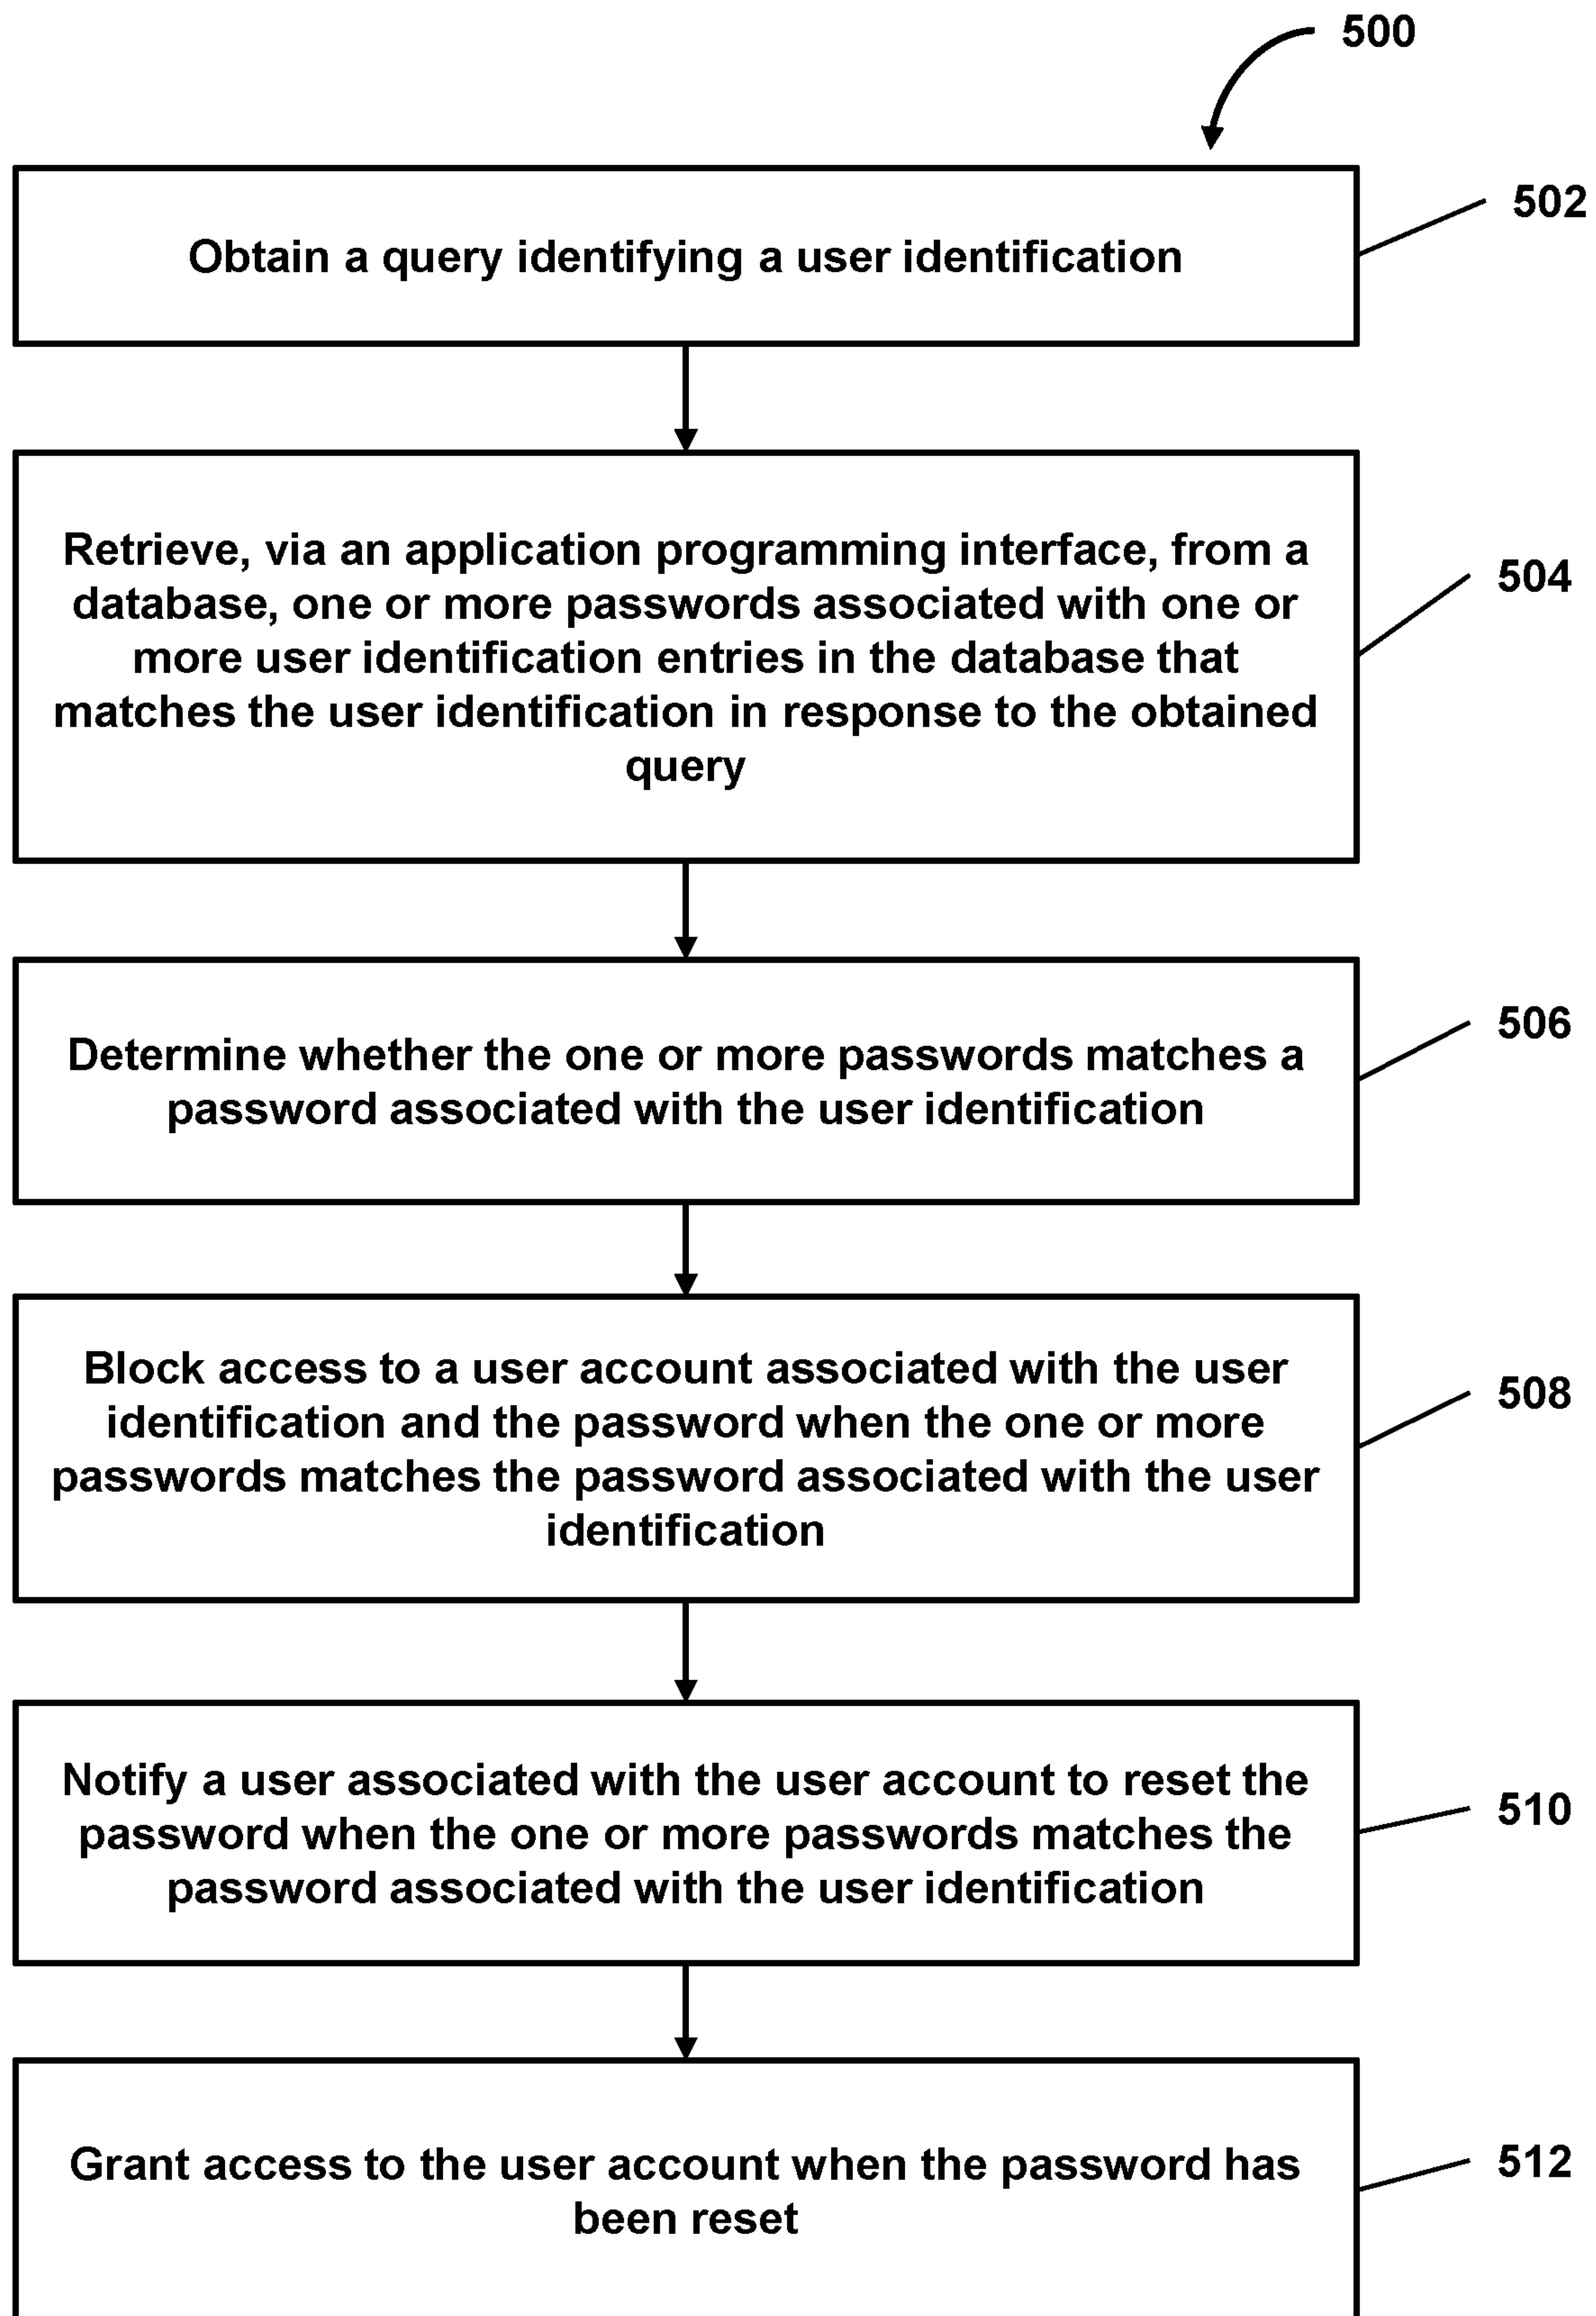 500
502
Obtain a query identifying a user identification
Retrieve, via an application programming interface, from a
database, one or more passwords associated with one or
more user identification entries in the database that
matches the user identification in response to the obtained
query
504
Determine whether the one or more passwords matches a
password associated with the user identification
506
Block access to a user account associated with the user
identification and the password when the one or more
passwords matches the password associated with the user
identification
508
Notify a user associated with the user account to reset the
password when the one or more passwords matches the
password associated with the user identification
510
Grant access to the user account when the password has
been reset
512